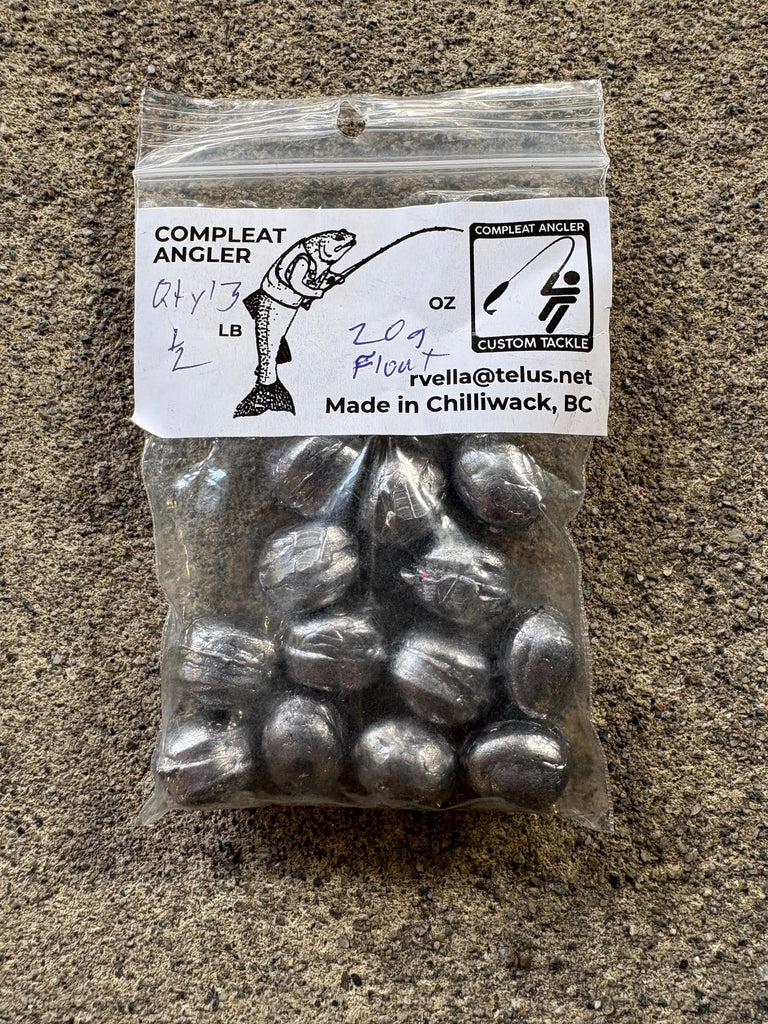 COMPLEAT
ANGLER
Qty 13
1/2 LB
20g OZ
Float
COMPLEAT ANGLER
CUSTOM TACKLE
rvella@telus.net
Made in Chilliwack, BC